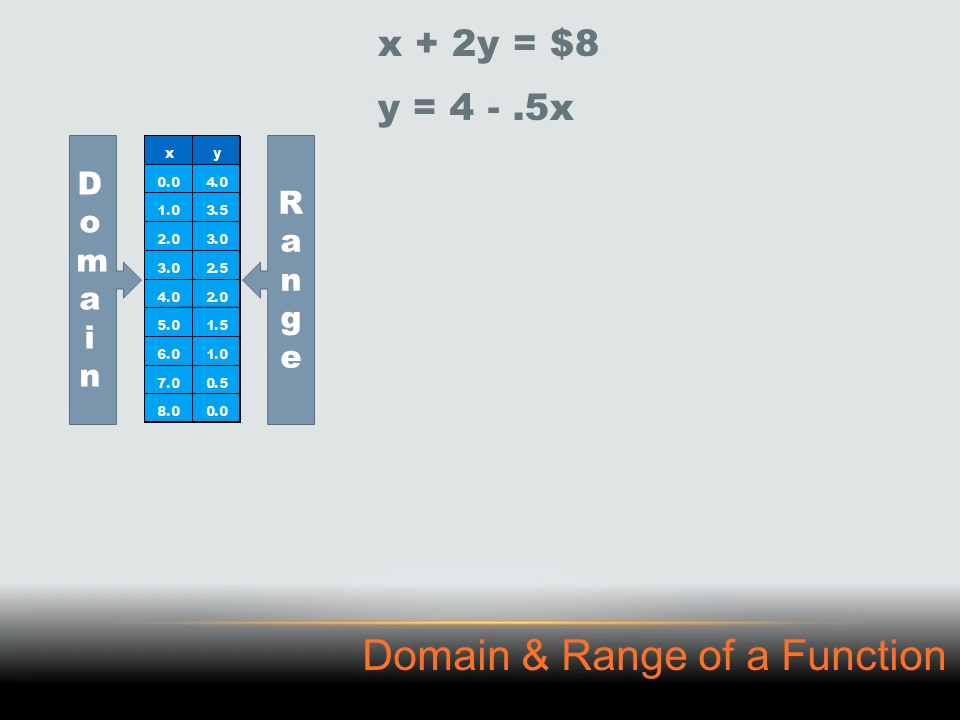 x + 2y = $8
y = 4 - .5x
Domain
x y
0.0 4.0
1.0 3.5
2.0 3.0
3.0 2.5
4.0 2.0
5.0 1.5
6.0 1.0
7.0 0.5
8.0 0.0
Range
Domain & Range of a Function